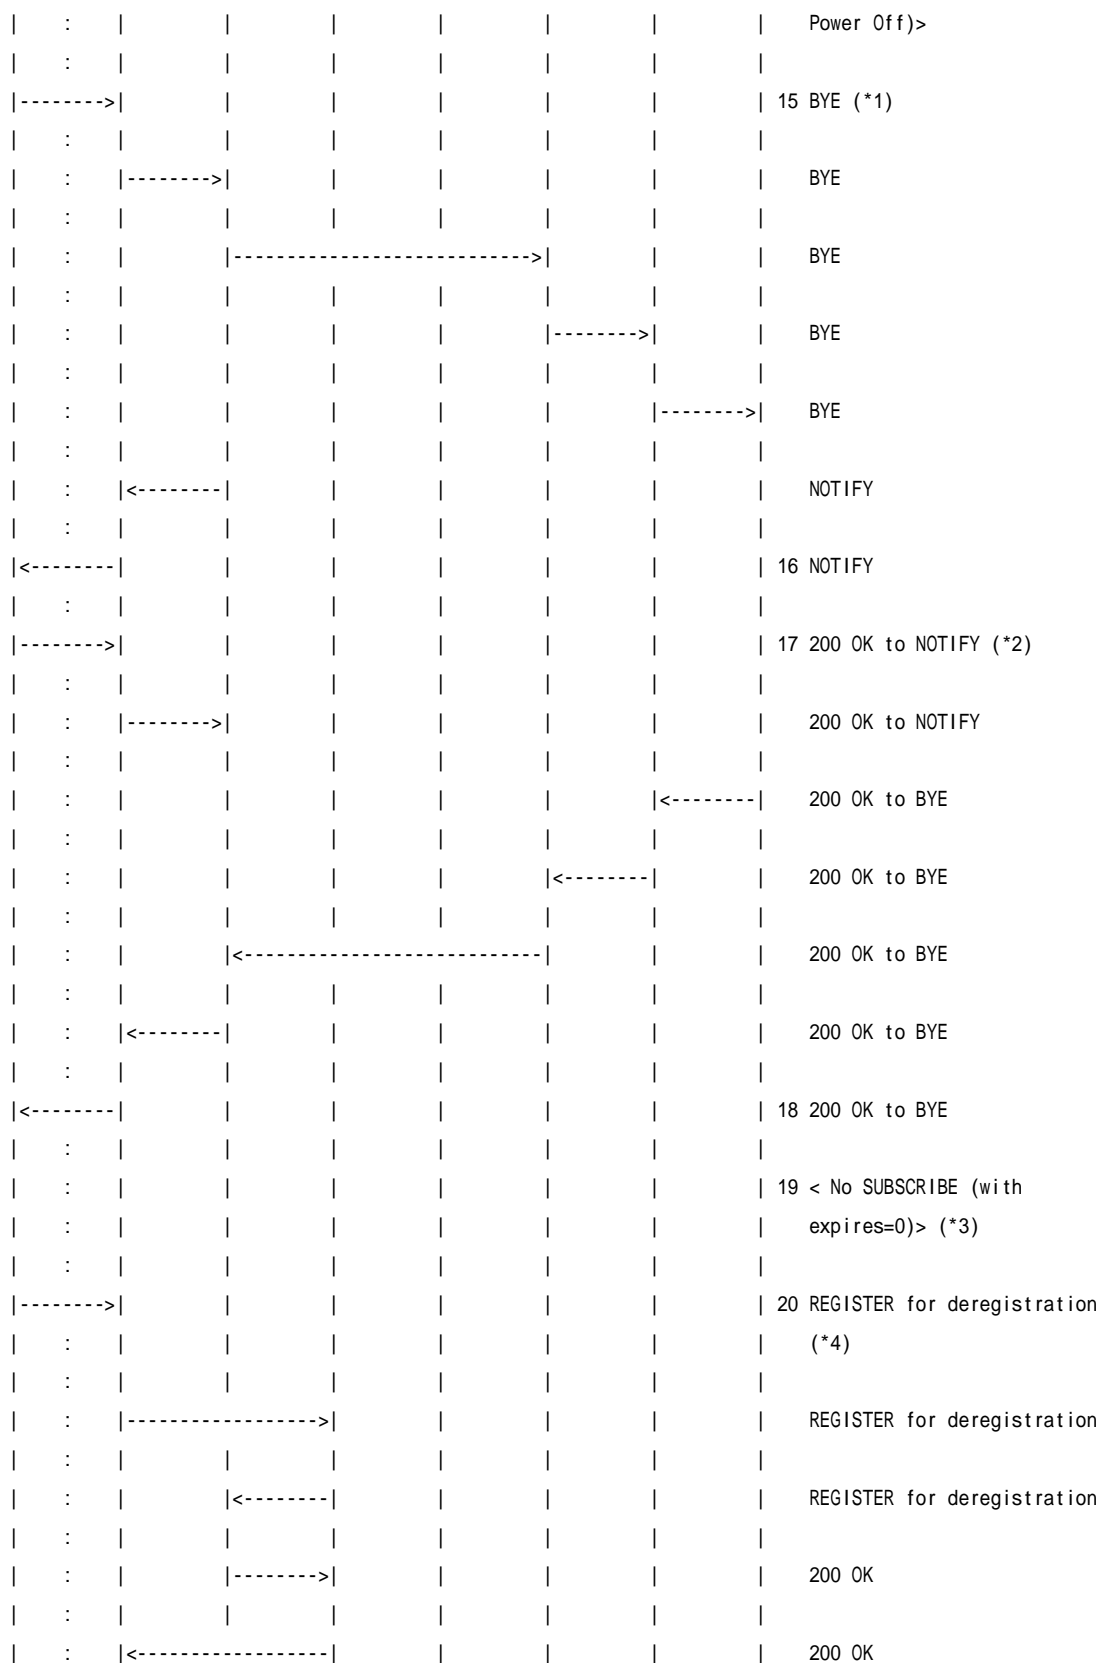 |    :    |         |         |         |         |         |         |    Power Off)>
|    :    |         |         |         |         |         |         |
|-------->|         |         |         |         |         |         | 15 BYE (*1)
|    :    |         |         |         |         |         |         |
|    :    |-------->|         |         |         |         |         |    BYE
|    :    |         |         |         |         |         |         |
|    :    |         |---------------------------->|         |         |    BYE
|    :    |         |         |         |         |         |         |
|    :    |         |         |         |         |-------->|         |    BYE
|    :    |         |         |         |         |         |         |
|    :    |         |         |         |         |         |-------->|    BYE
|    :    |         |         |         |         |         |         |
|    :    |<--------|         |         |         |         |         |    NOTIFY
|    :    |         |         |         |         |         |         |
|<--------|         |         |         |         |         |         | 16 NOTIFY
|    :    |         |         |         |         |         |         |
|-------->|         |         |         |         |         |         | 17 200 OK to NOTIFY (*2)
|    :    |         |         |         |         |         |         |
|    :    |-------->|         |         |         |         |         |    200 OK to NOTIFY
|    :    |         |         |         |         |         |         |
|    :    |         |         |         |         |         |<--------|    200 OK to BYE
|    :    |         |         |         |         |         |         |
|    :    |         |         |         |         |<--------|         |    200 OK to BYE
|    :    |         |         |         |         |         |         |
|    :    |         |<----------------------------|         |         |    200 OK to BYE
|    :    |         |         |         |         |         |         |
|    :    |<--------|         |         |         |         |         |    200 OK to BYE
|    :    |         |         |         |         |         |         |
|<--------|         |         |         |         |         |         | 18 200 OK to BYE
|    :    |         |         |         |         |         |         |
|    :    |         |         |         |         |         |         | 19 < No SUBSCRIBE (with
|    :    |         |         |         |         |         |         |    expires=0)> (*3)
|    :    |         |         |         |         |         |         |
|-------->|         |         |         |         |         |         | 20 REGISTER for deregistration
|    :    |         |         |         |         |         |         |    (*4)
|    :    |         |         |         |         |         |         |
|    :    |------------------>|         |         |         |         |    REGISTER for deregistration
|    :    |         |         |         |         |         |         |
|    :    |         |<--------|         |         |         |         |    REGISTER for deregistration
|    :    |         |         |         |         |         |         |
|    :    |         |-------->|         |         |         |         |    200 OK
|    :    |         |         |         |         |         |         |
|    :    |<------------------|         |         |         |         |    200 OK